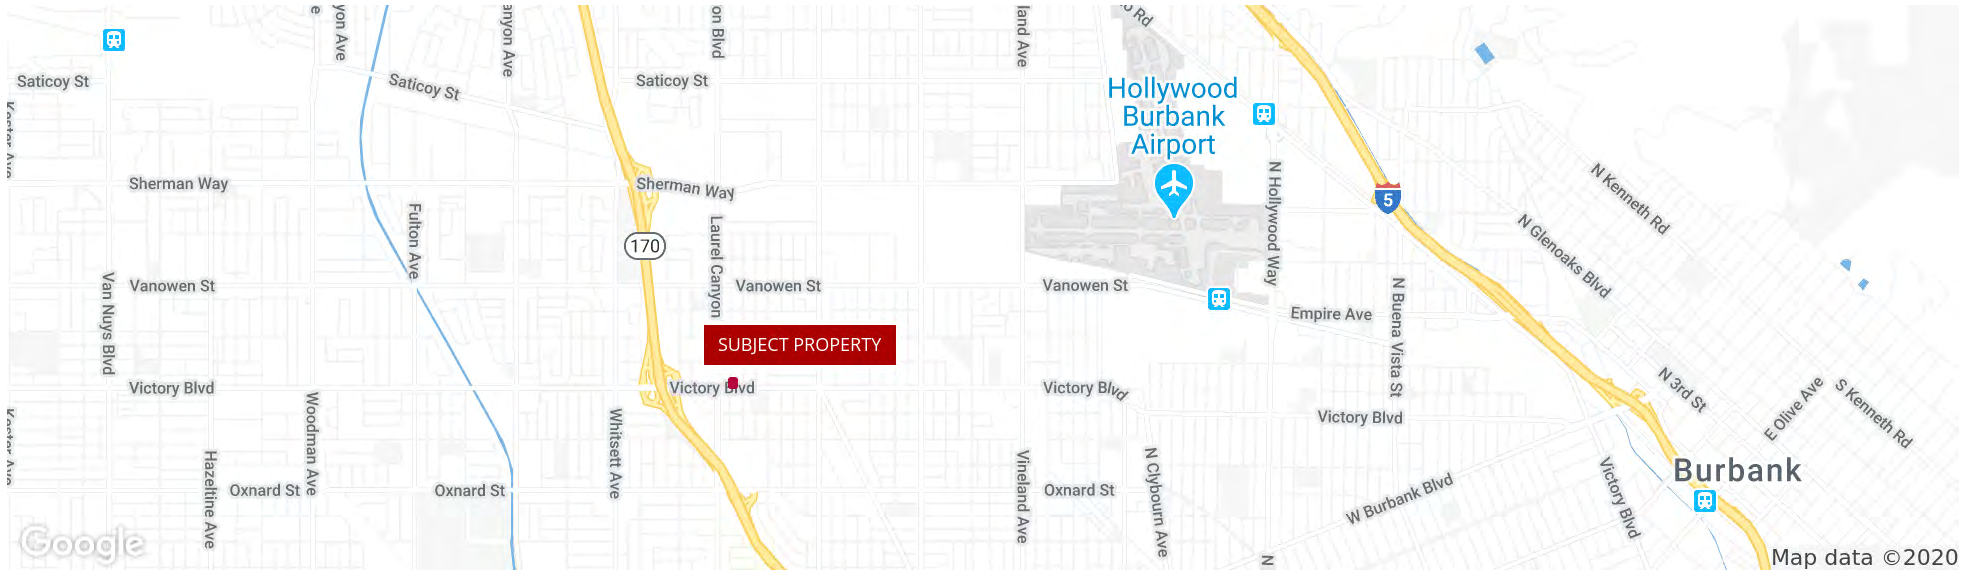 Saticoy St
Saticoy St
Saticoy St
Hollywood
Burbank
Airport
Sherman Way
Sherman Way
5
170
N Kenneth Rd
N Glenoaks Blvd
N Hollywood Way
Fulton Ave
Laurel Canyon
Van Nuys Blvd
Vanowen St
Vanowen St
Vanowen St
Empire Ave
N Buena Vista St
SUBJECT PROPERTY
Victory Blvd
Victory Blvd
Victory Blvd
Victory Blvd
N 3rd St
E Olive Ave
S Kenneth Rd
Woodman Ave
Whitsett Ave
Hazeltine Ave
Oxnard St
Oxnard St
Oxnard St
Vineland Ave
N Clybourn Ave
W Burbank Blvd
Victory Blvd
Burbank
N
Google
Map data ©2020